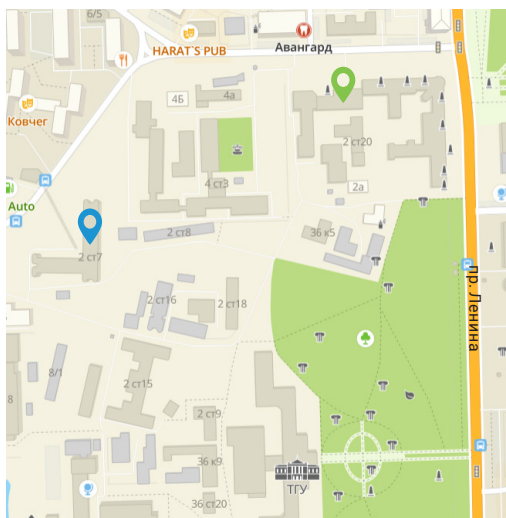 6/5
HARAT`S PUB
Авангард
Ковчег
4Б
4а
2 ст20
4 ст3
2а
Auto
2 ст8
36 к5
2 ст7
пр. Ленина
2 ст16
2 ст18
8/1
2 ст15
8
2 ст9
36 к9
ТГУ
36 ст20